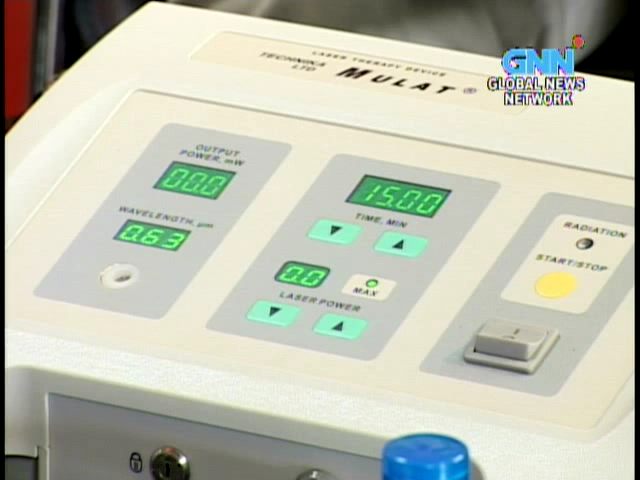 GNN
GLOBAL NEWS
NETWORK
LASER THERAPY DEVICE
TECHNIKA
LTD
MULAT ®
OUTPUT
POWER, mW
00.0
WAVELENGTH, µm
0.63
15.00
TIME, MIN
0.0
MAX
LASER POWER
RADIATION
START/STOP